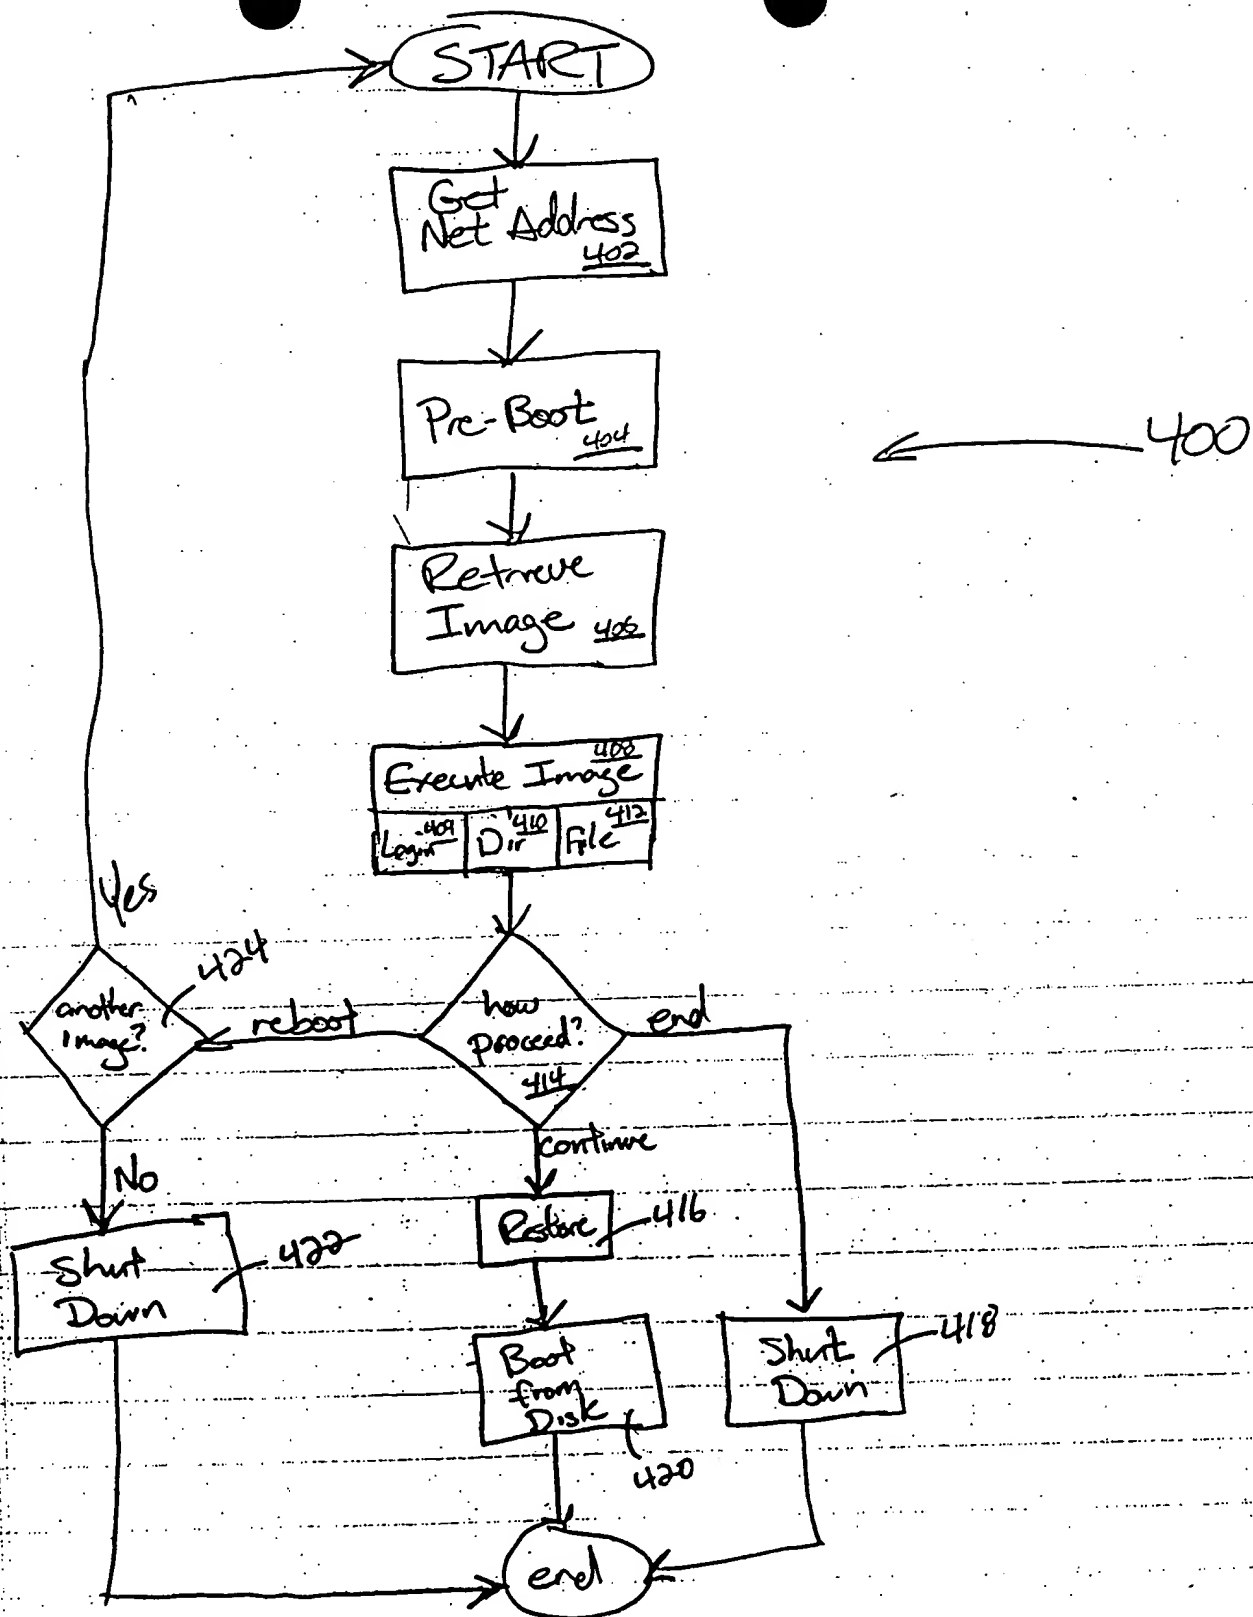 START
Get
Net Address
402
Pre-Boot
404
400
Retrieve
Image 406
408
Execute Image
Login 409
Dir 410
File 412
Yes
424
another
image?
reboot
how
proceed?
414
end
continue
No
Restore
416
Shut
Down
422
Boot
from
Disk
420
Shut
Down
418
end